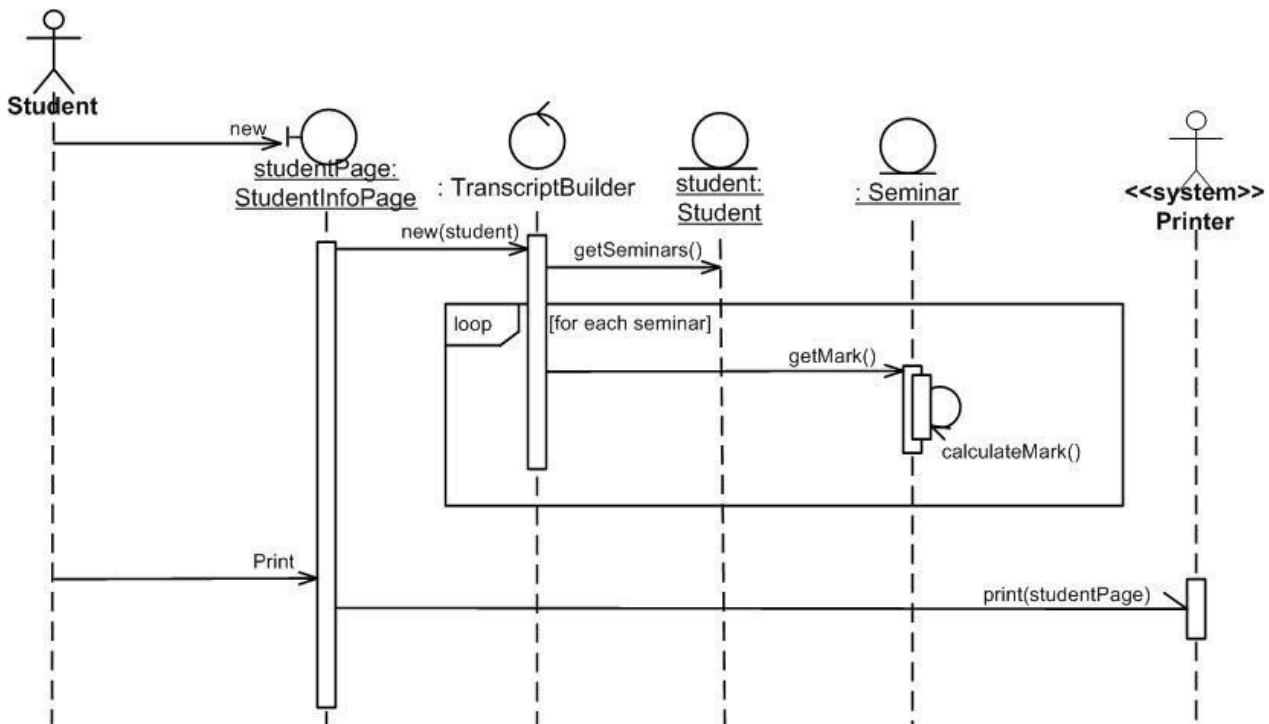 Student
new
studentPage:
StudentInfoPage
: TranscriptBuilder
student:
Student
: Seminar
<<system>>
Printer
new(student)
getSeminars()
loop
[for each seminar]
getMark()
calculateMark()
Print
print(studentPage)